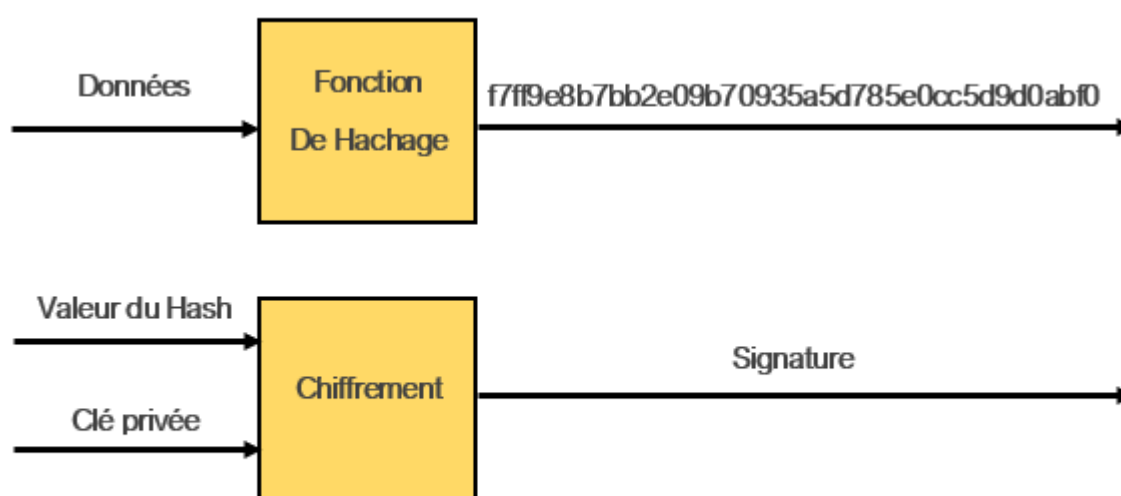 Données
Fonction
De Hachage
f7ff9e8b7bb2e09b70935a5d785e0cc5d9d0abf0
Valeur du Hash
Clé privée
Chiffrement
Signature